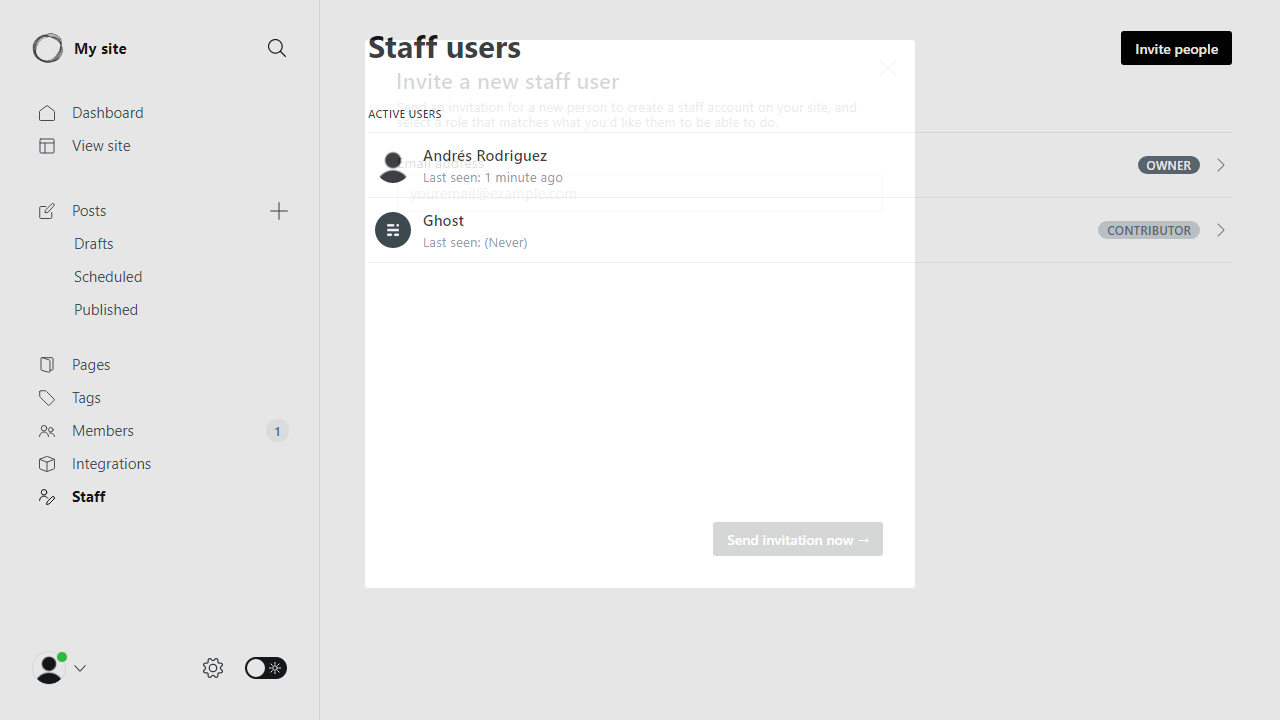 My site
Dashboard
View site
Posts
Drafts
Scheduled
Published
Pages
Tags
Members
1
Integrations
Staff
Staff users
Invite people
Invite a new staff user
Send an invitation for a new person to create a staff account on your site, and
select a role that matches what you'd like them to be able to do.
ACTIVE USERS
Andrés Rodriguez
OWNER
Email address
Last seen: 1 minute ago
youremail@example.com
Ghost
CONTRIBUTOR
Last seen: (Never)
Send invitation now →